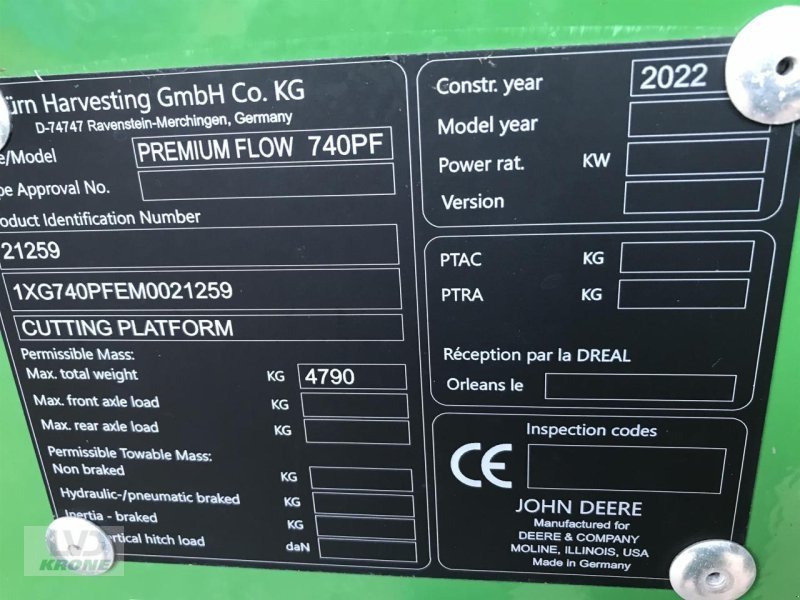 ürn Harvesting GmbH Co. KG
D-74747 Ravenstein-Merchingen, Germany
e/Model PREMIUM FLOW 740PF
pe Approval No.
roduct Identification Number
21259
1XG740PFEM0021259
CUTTING PLATFORM
Permissible Mass:
Max. total weight KG 4790
Max. front axle load KG
Max. rear axle load KG
Permissible Towable Mass:
Non braked KG
Hydraulic-/pneumatic braked KG
Inertia - braked KG
ertical hitch load daN
Constr. year 2022
Model year
Power rat. KW
Version
PTAC KG
PTRA KG
Réception par la DREAL
Orleans le
CE
Inspection codes
JOHN DEERE
Manufactured for
DEERE & COMPANY
MOLINE, ILLINOIS, USA
Made in Germany
LVD
KRONE